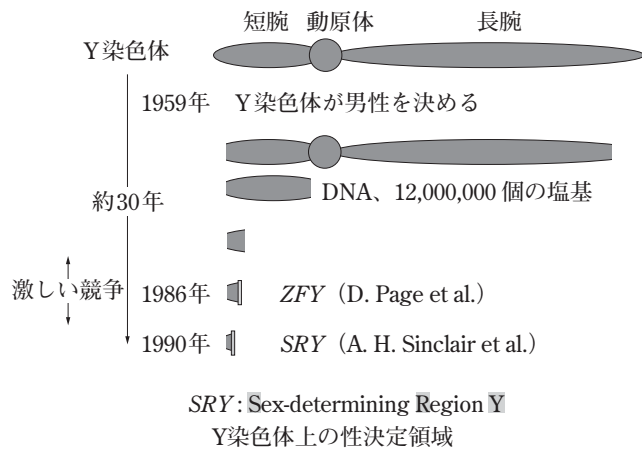 短腕 動原体 長腕
Y染色体
1959年 Y染色体が男性を決める
DNA、12,000,000 個の塩基
約30年
激しい競争
1986年 ZFY（D. Page et al.）
1990年 SRY（A. H. Sinclair et al.）
SRY : Sex-determining Region Y
Y染色体上の性決定領域